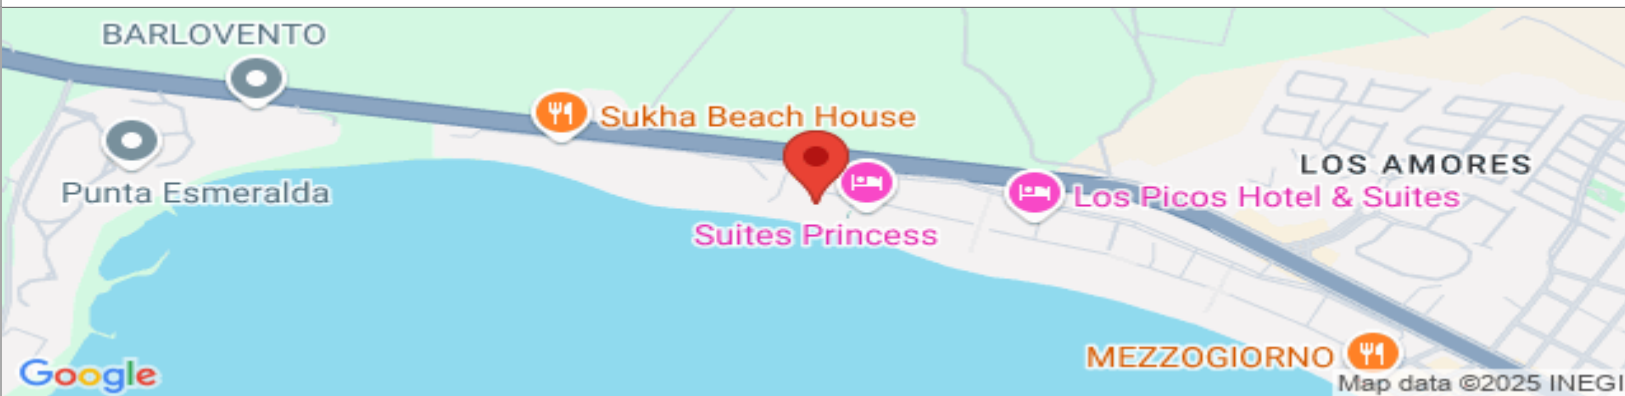 BARLOVENTO
Sukha Beach House
LOS AMORES
Punta Esmeralda
Los Picos Hotel & Suites
Suites Princess
MEZZOGIORNO
Google
Map data ©2025 INEGI